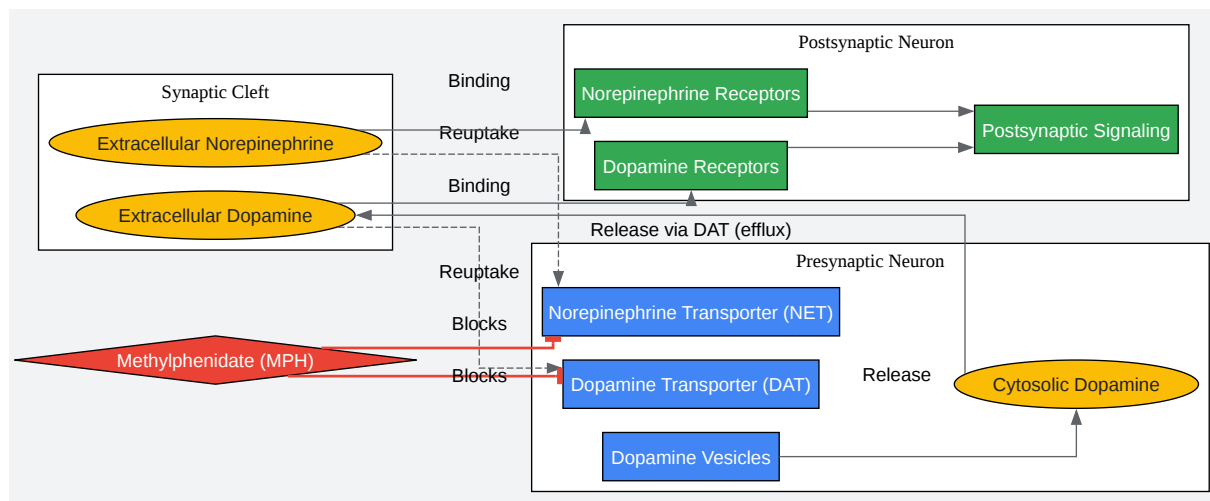 Postsynaptic Neuron
Synaptic Cleft
Binding
Norepinephrine Receptors
Extracellular Norepinephrine
Reuptake
Postsynaptic Signaling
Dopamine Receptors
Binding
Extracellular Dopamine
Release via DAT (efflux)
Presynaptic Neuron
Reuptake
Norepinephrine Transporter (NET)
Blocks
Methylphenidate (MPH)
Blocks
Dopamine Transporter (DAT)
Release
Cytosolic Dopamine
Dopamine Vesicles